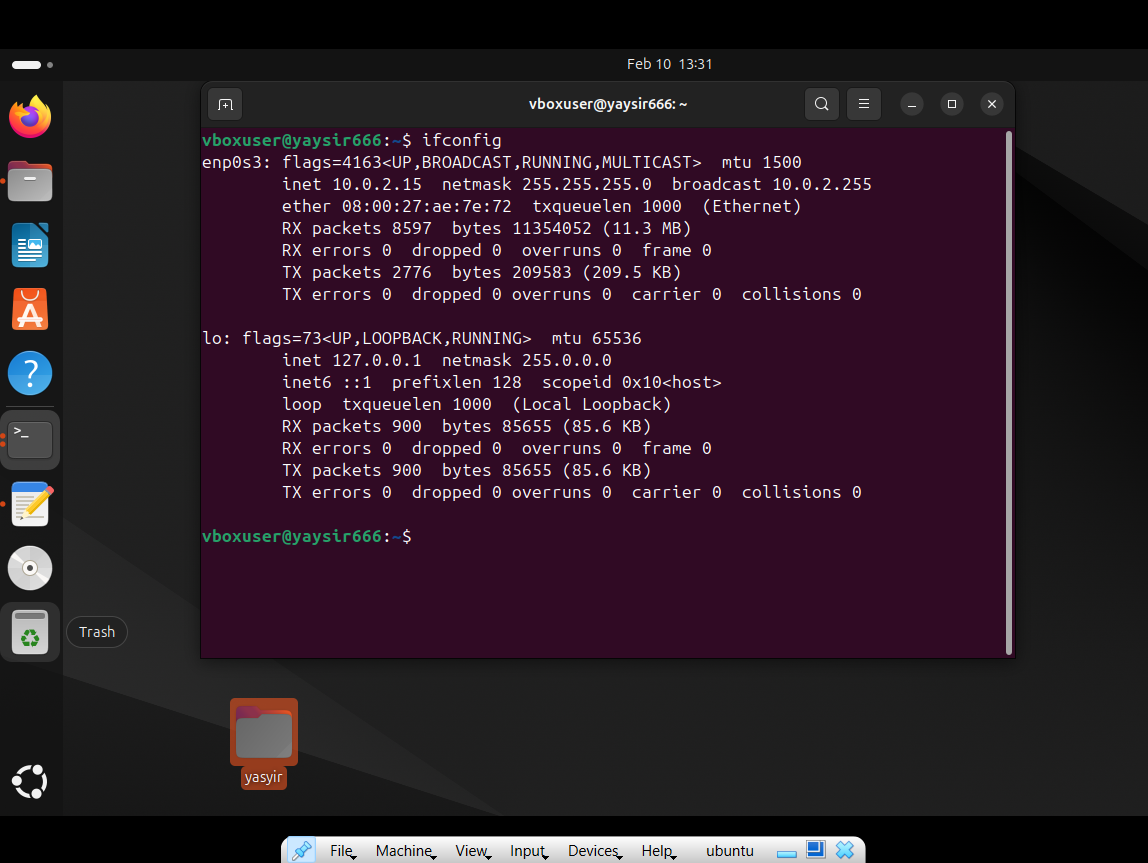 Feb 10 13:31
vboxuser@yaysir666: ~
vboxuser@yaysir666:~$ ifconfig
enp0s3: flags=4163<UP,BROADCAST,RUNNING,MULTICAST>  mtu 1500
        inet 10.0.2.15  netmask 255.255.255.0  broadcast 10.0.2.255
        ether 08:00:27:ae:7e:72  txqueuelen 1000  (Ethernet)
        RX packets 8597  bytes 11354052 (11.3 MB)
        RX errors 0  dropped 0  overruns 0  frame 0
        TX packets 2776  bytes 209583 (209.5 KB)
        TX errors 0  dropped 0 overruns 0  carrier 0  collisions 0
lo: flags=73<UP,LOOPBACK,RUNNING>  mtu 65536
        inet 127.0.0.1  netmask 255.0.0.0
        inet6 ::1  prefixlen 128  scopeid 0x10<host>
        loop  txqueuelen 1000  (Local Loopback)
        RX packets 900  bytes 85655 (85.6 KB)
        RX errors 0  dropped 0  overruns 0  frame 0
        TX packets 900  bytes 85655 (85.6 KB)
        TX errors 0  dropped 0 overruns 0  carrier 0  collisions 0
vboxuser@yaysir666:~$
Trash
yasyir
File Machine View Input Devices Help ubuntu